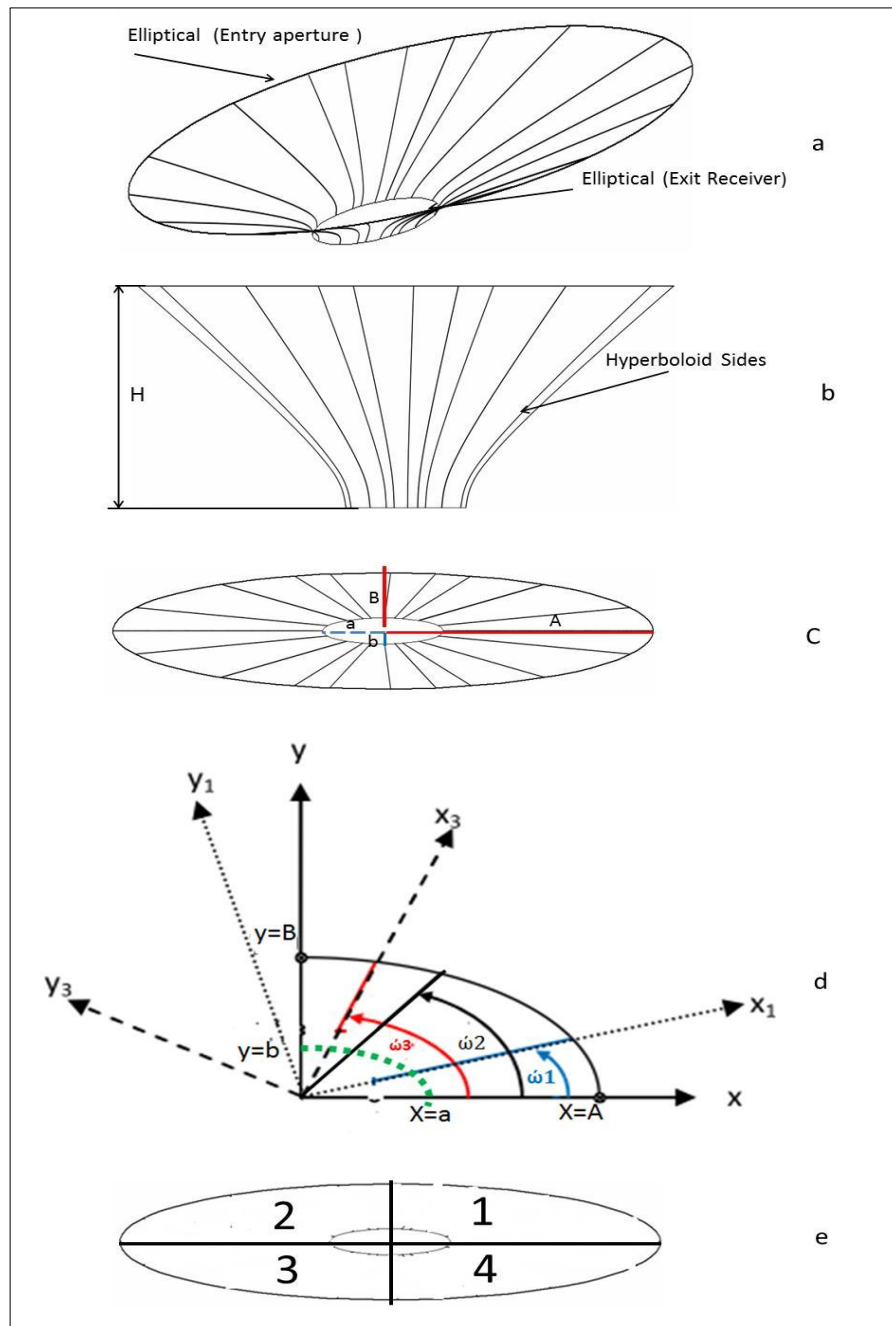 Elliptical (Entry aperture )
a
Elliptical (Exit Receiver)
H
Hyperboloid Sides
b
B
a
A
b
C
y
y₁
x₃
y=B
y₃
d
x₁
ώ2
ώ3
y=b
ώ1
X=a
X=A
x
2
1
3
4
e